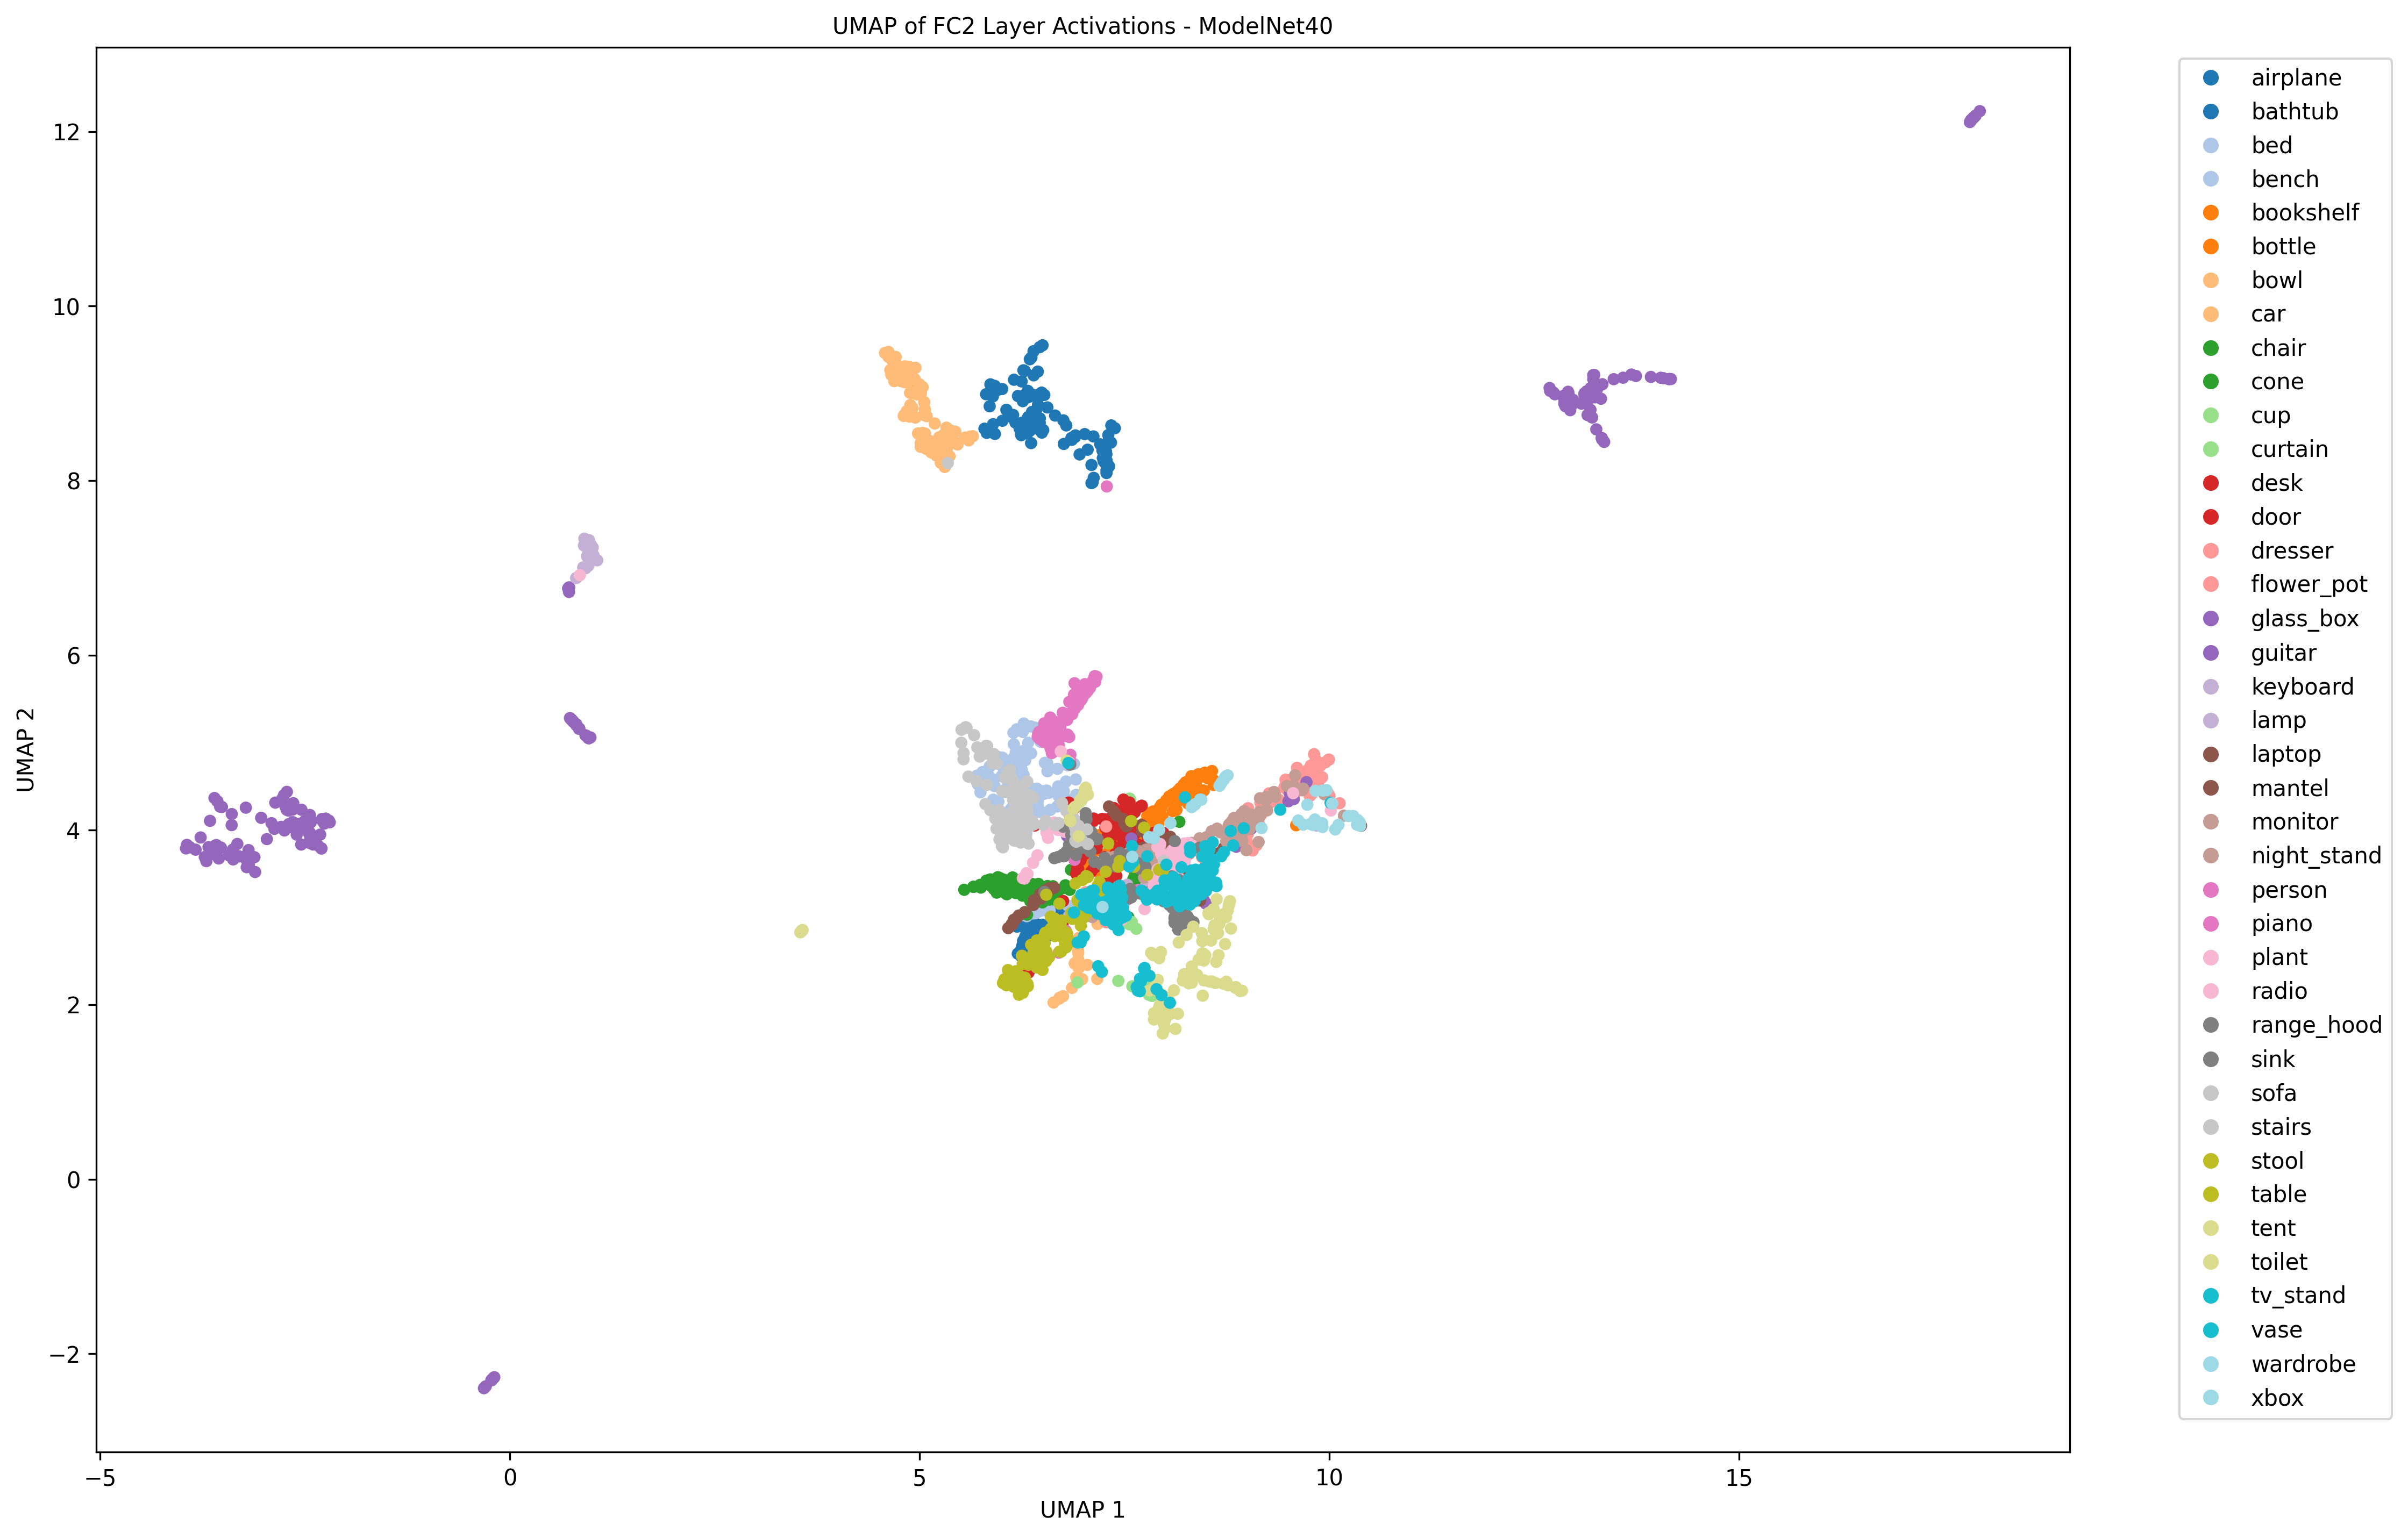 UMAP of FC2 Layer Activations - ModelNet40
12
10
8
6
4
2
0
−2
UMAP 2
−5
0
5
10
15
UMAP 1
airplane
bathtub
bed
bench
bookshelf
bottle
bowl
car
chair
cone
cup
curtain
desk
door
dresser
flower_pot
glass_box
guitar
keyboard
lamp
laptop
mantel
monitor
night_stand
person
piano
plant
radio
range_hood
sink
sofa
stairs
stool
table
tent
toilet
tv_stand
vase
wardrobe
xbox